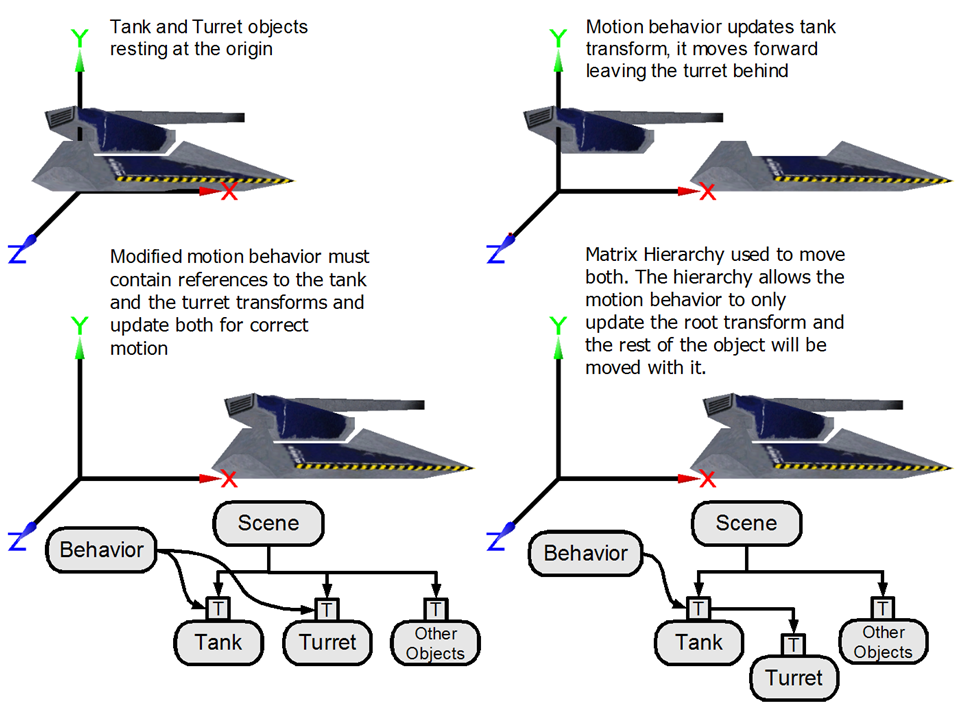 Tank and Turret objects
resting at the origin
Y
X
Z
Motion behavior updates tank
transform, it moves forward
leaving the turret behind
Y
X
Z
Modified motion behavior must
contain references to the tank
and the turret transforms and
update both for correct
motion
Y
X
Z
Scene
Behavior
T
T
T
Tank
Turret
Other
Objects
Matrix Hierarchy used to move
both. The hierarchy allows the
motion behavior to only
update the root transform and
the rest of the object will be
moved with it.
Y
X
Z
Scene
Behavior
T
T
Tank
Other
Objects
T
Turret